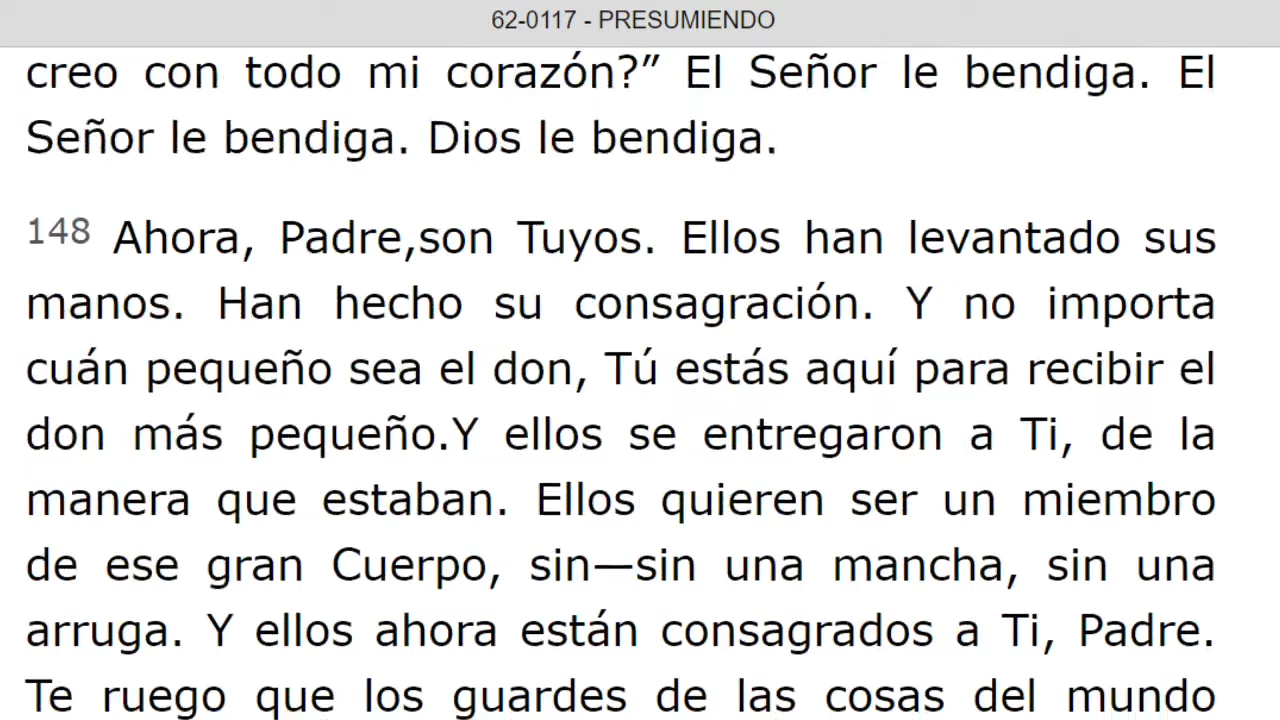 62-0117 - PRESUMIENDO
creo con todo mi corazón?” El Señor le bendiga. El
Señor le bendiga. Dios le bendiga.
148 Ahora, Padre,son Tuyos. Ellos han levantado sus
manos. Han hecho su consagración. Y no importa
cuán pequeño sea el don, Tú estás aquí para recibir el
don más pequeño.Y ellos se entregaron a Ti, de la
manera que estaban. Ellos quieren ser un miembro
de ese gran Cuerpo, sin—sin una mancha, sin una
arruga. Y ellos ahora están consagrados a Ti, Padre.
Te ruego que los guardes de las cosas del mundo